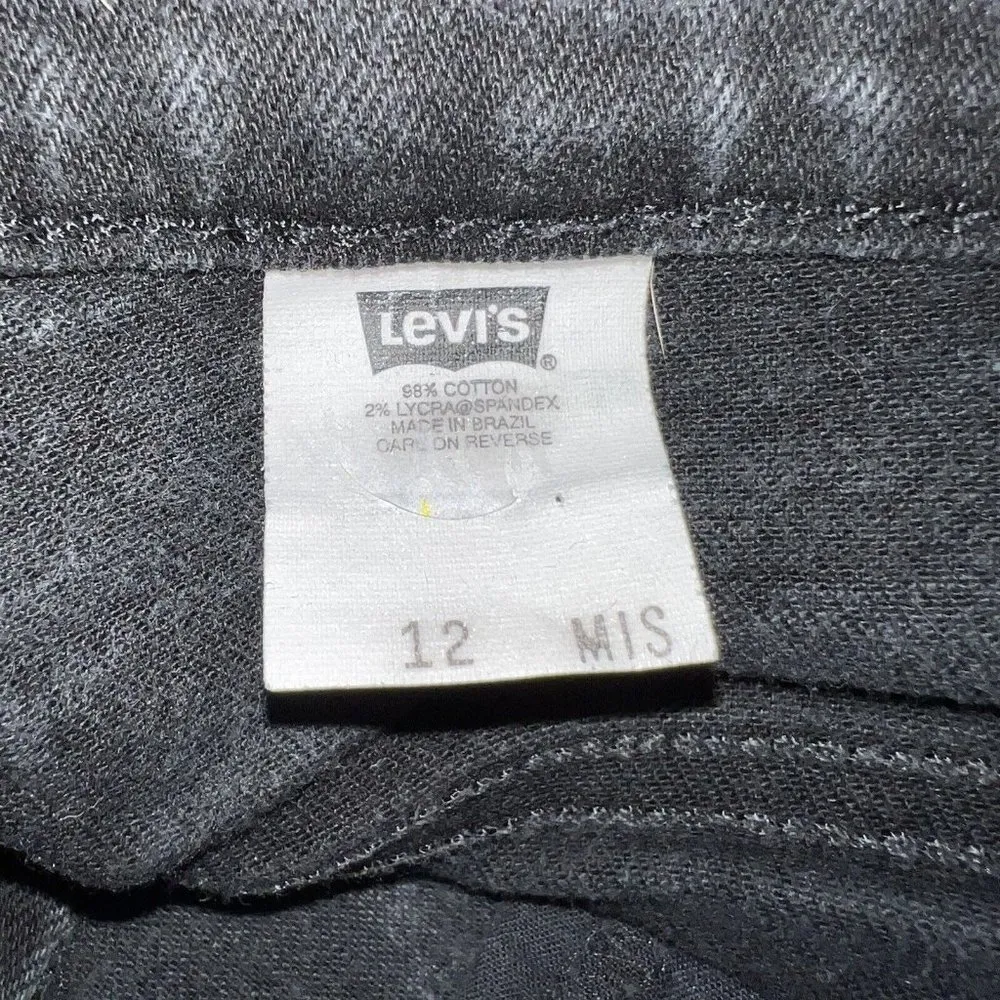 LEVI'S ®
98% COTTON
2% LYCRA@SPANDEX
MADE IN BRAZIL
CARE ON REVERSE
12 MIS